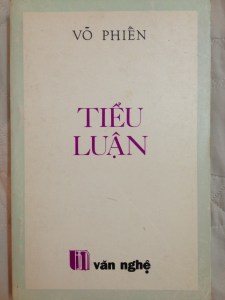 VÕ PHIẾN
TIỂU
LUẬN
văn nghệ